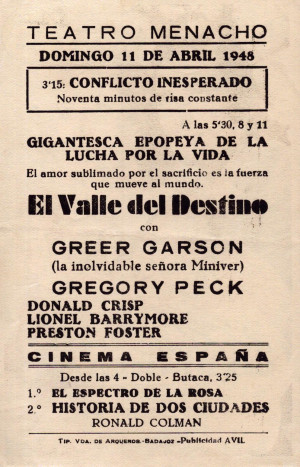 TEATRO MENACHO
DOMINGO 11 DE ABRIL 1948
3'15: CONFLICTO INESPERADO
Noventa minutos de risa constante
A las 5'30, 8 y 11
GIGANTESCA EPOPEYA DE LA
LUCHA POR LA VIDA
El amor sublimado por el sacrificio es la fuerza
que mueve al mundo.
El Valle del Destino
con
GREER GARSON
(la inolvidable señora Miniver)
GREGORY PECK
DONALD CRISP
LIONEL BARRYMORE
PRESTON FOSTER
CINEMA ESPAÑA
Desde las 4 - Doble - Butaca, 3'25
1.º EL ESPECTRO DE LA ROSA
2.º HISTORIA DE DOS CIUDADES
RONALD COLMAN
TIP. VDA. DE ARQUEROS.-BADAJOZ -Publicidad AVIL